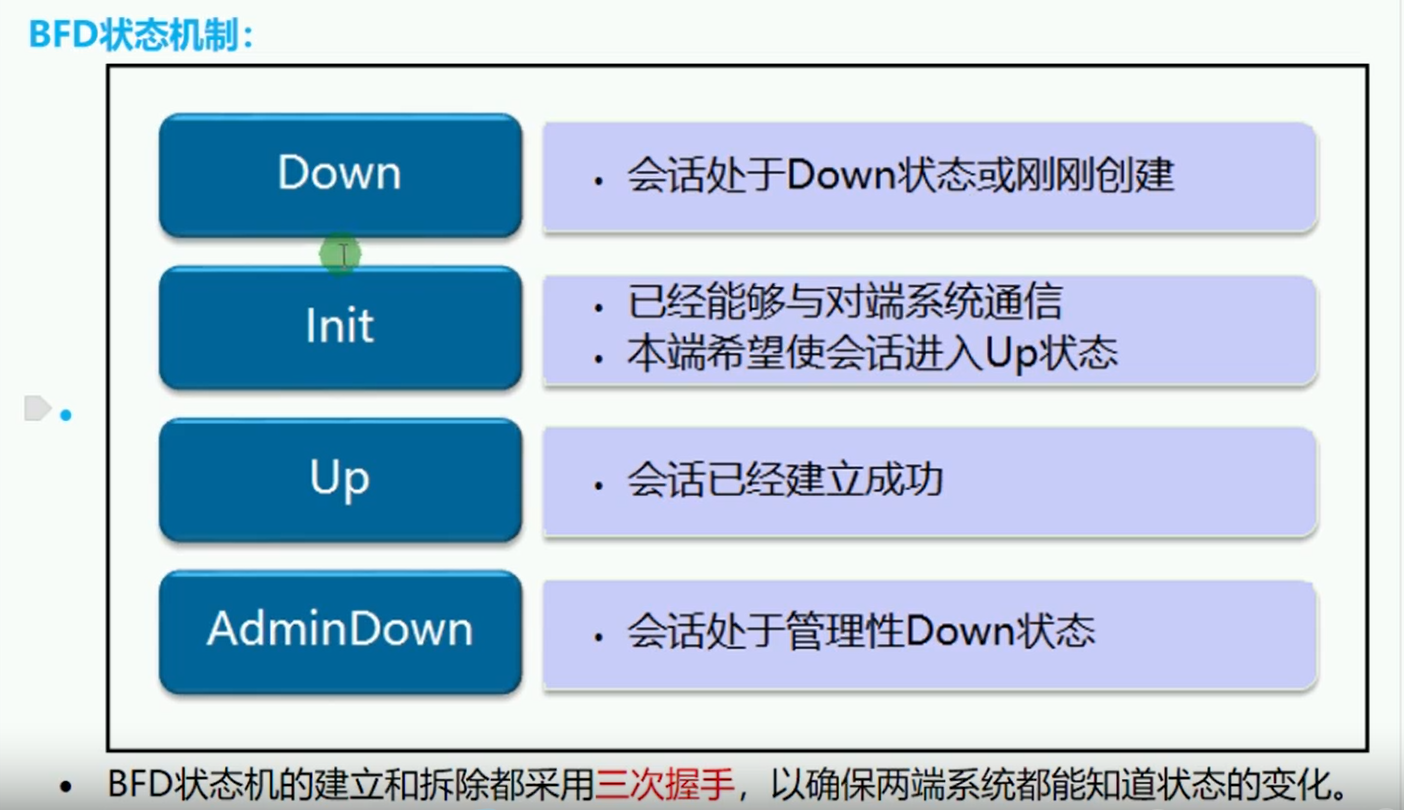 BFD状态机制：
Down
• 会话处于Down状态或刚刚创建
Init
• 已经能够与对端系统通信
• 本端希望使会话进入Up状态
Up
• 会话已经建立成功
AdminDown
• 会话处于管理性Down状态
• BFD状态机的建立和拆除都采用三次握手，以确保两端系统都能知道状态的变化。